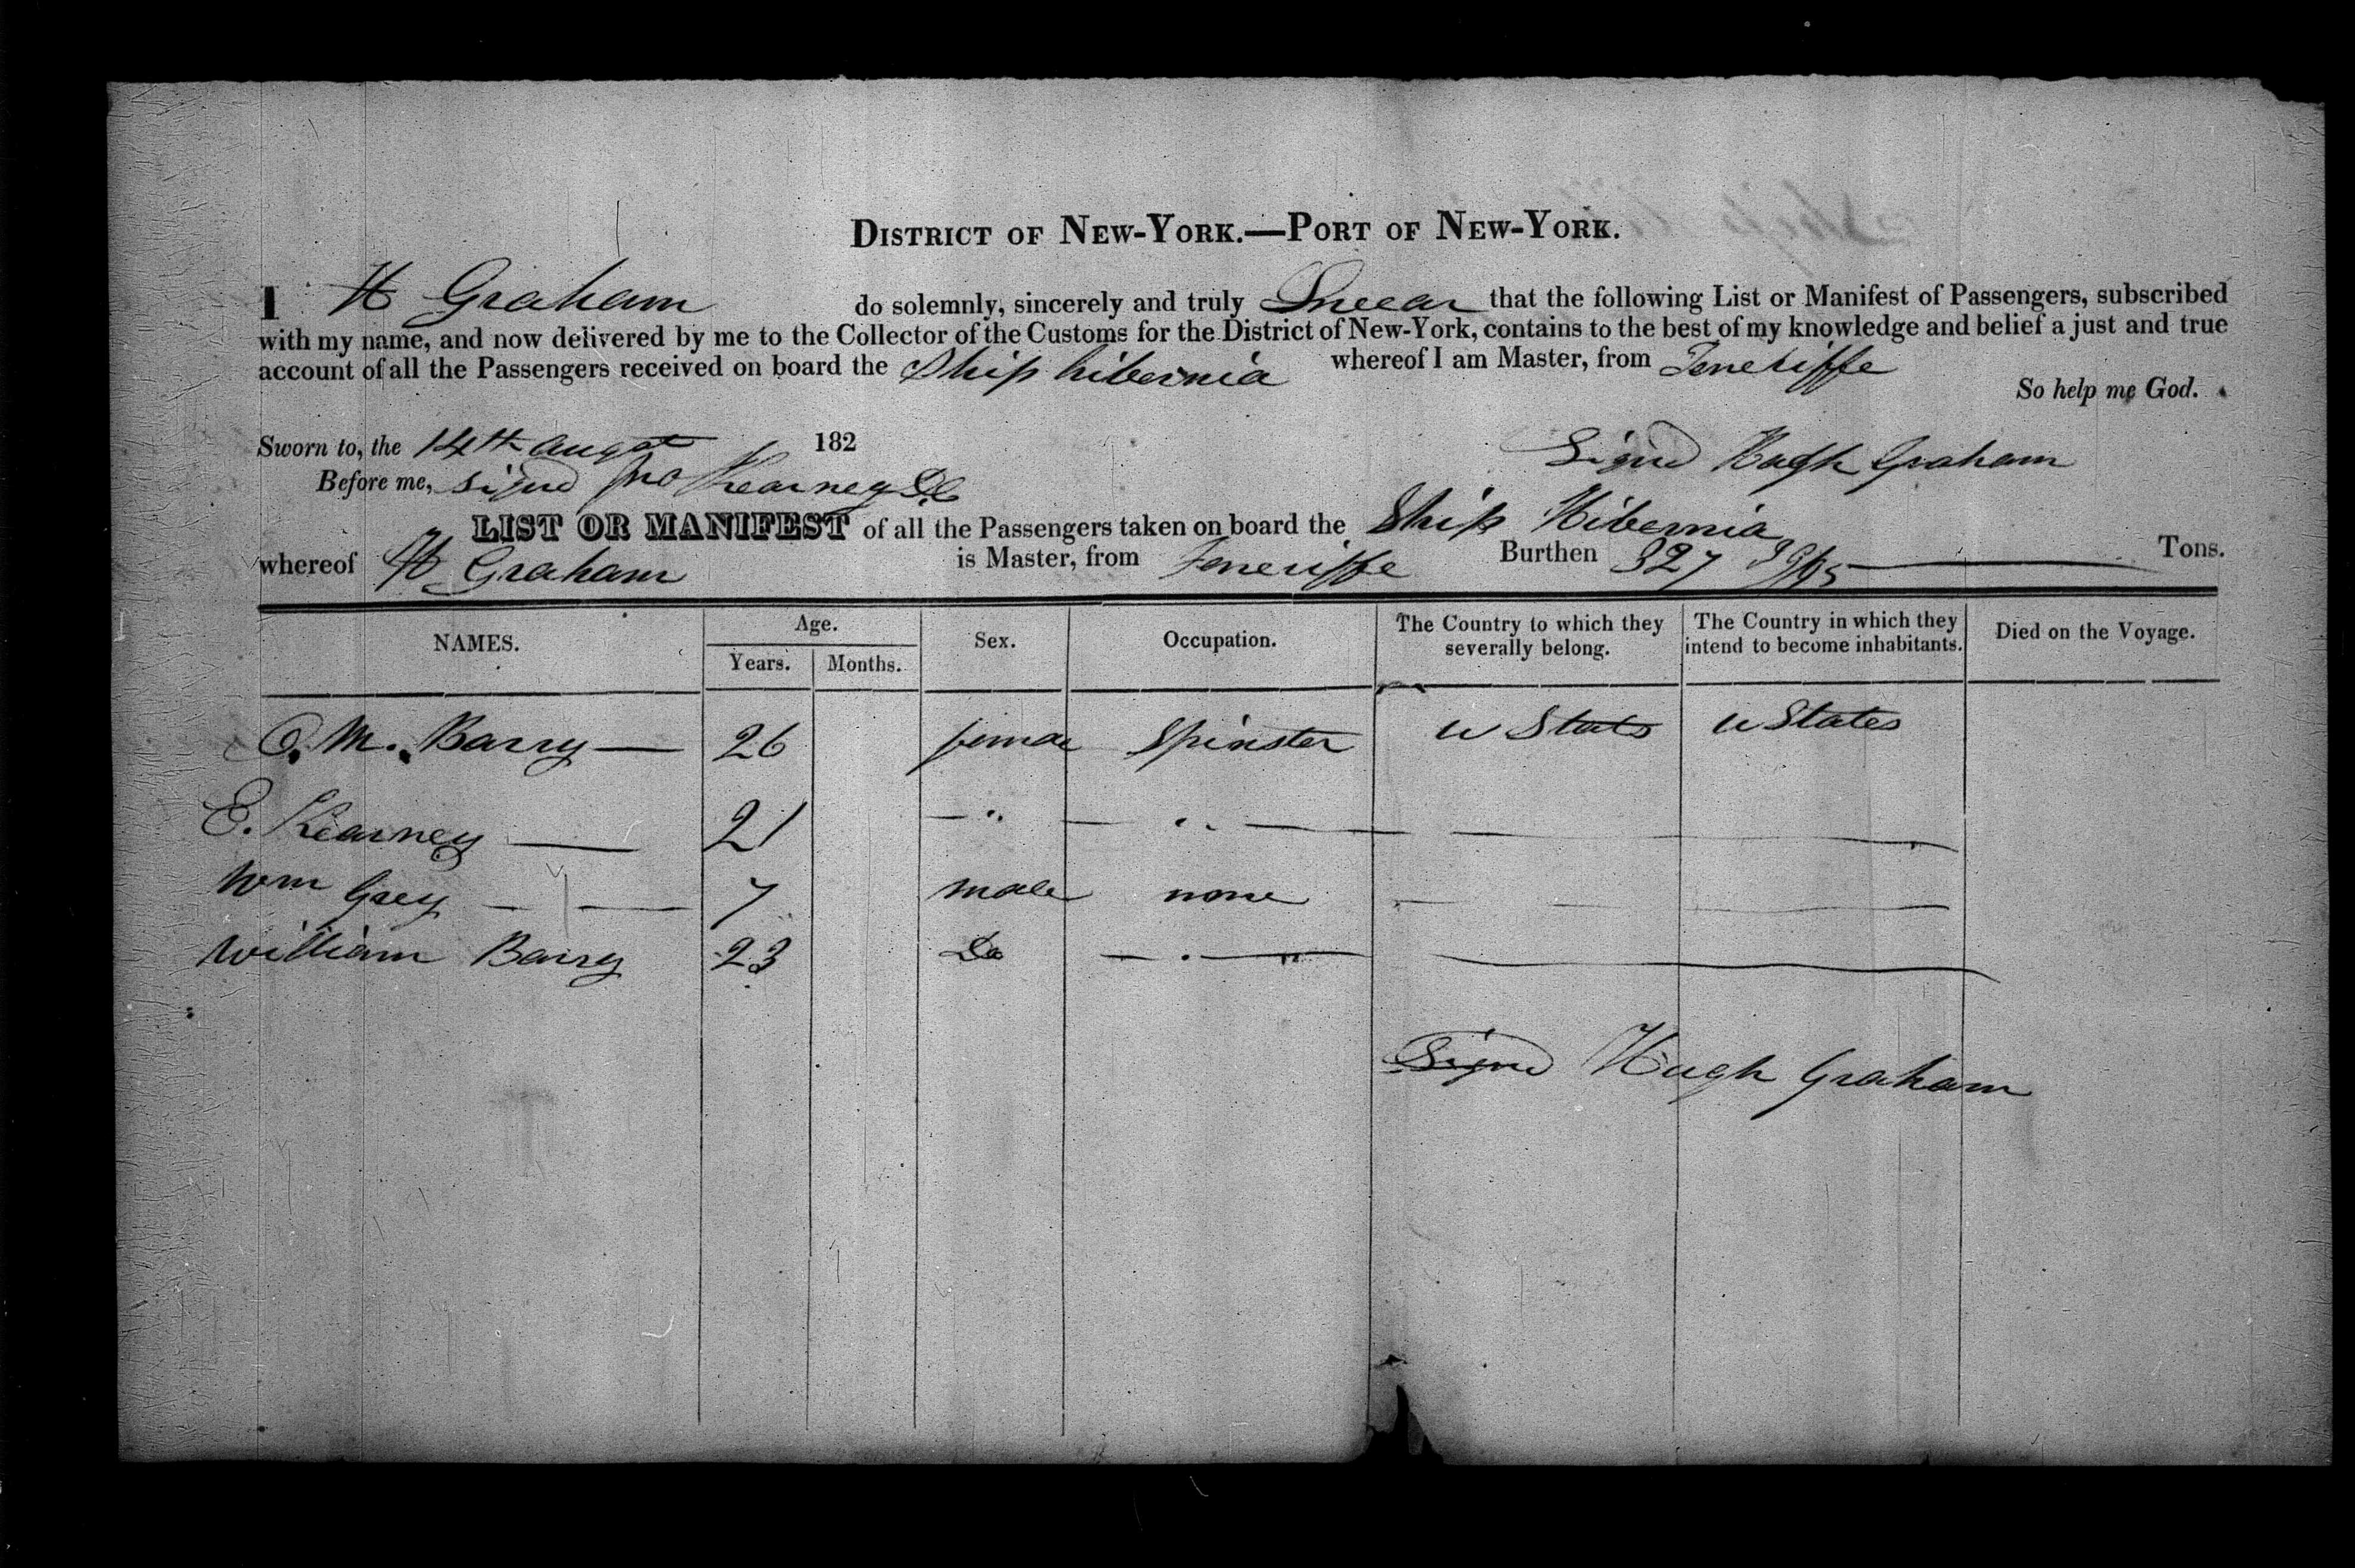 DISTRICT OF NEW-YORK.—PORT OF NEW-YORK.
I H Graham do solemnly, sincerely and truly Swear that the following List or Manifest of Passengers, subscribed
with my name, and now delivered by me to the Collector of the Customs for the District of New-York, contains to the best of my knowledge and belief a just and true
account of all the Passengers received on board the Ship hibernia whereof I am Master, from Teneriffe
So help me God.
Sworn to, the 14th augst 182
Signd Hugh Graham
Before me, signd Jno Kearney DC
LIST OR MANIFEST of all the Passengers taken on board the Ship Hibernia
whereof H Graham is Master, from Teneriffe Burthen 327 /95 Tons.
NAMES. Age. Years. Months. Sex. Occupation. The Country to which they severally belong. The Country in which they intend to become inhabitants. Died on the Voyage.
M. Barry — 26 female Spinster U States U States
E. Kearney — 21 — " — " —
Wm Grey — — 7 male none — —
William Barry 23 Do — " —
Signd Hugh Graham